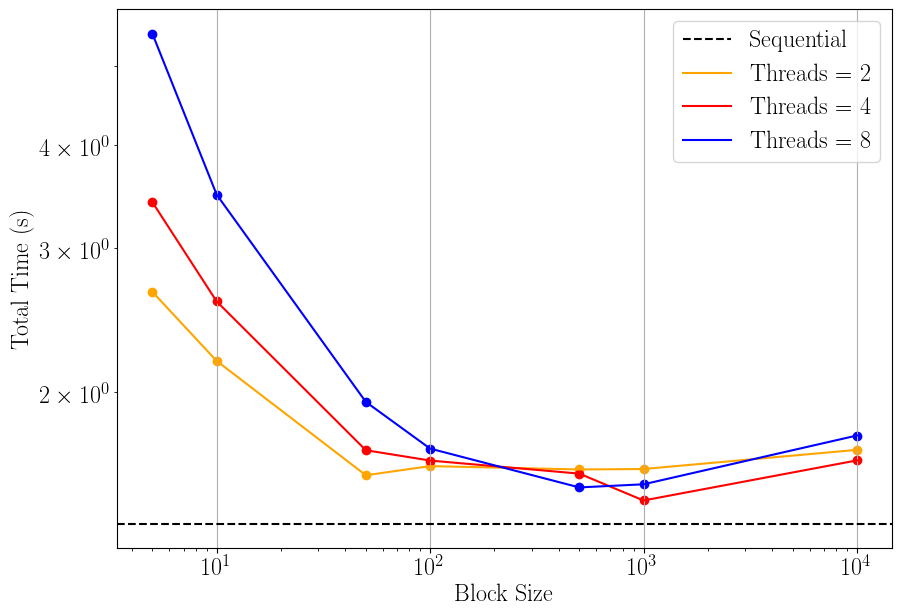 Sequential
Threads = 2
Threads = 4
Threads = 8
4 × 10⁰
3 × 10⁰
2 × 10⁰
Total Time (s)
10¹
10²
10³
10⁴
Block Size